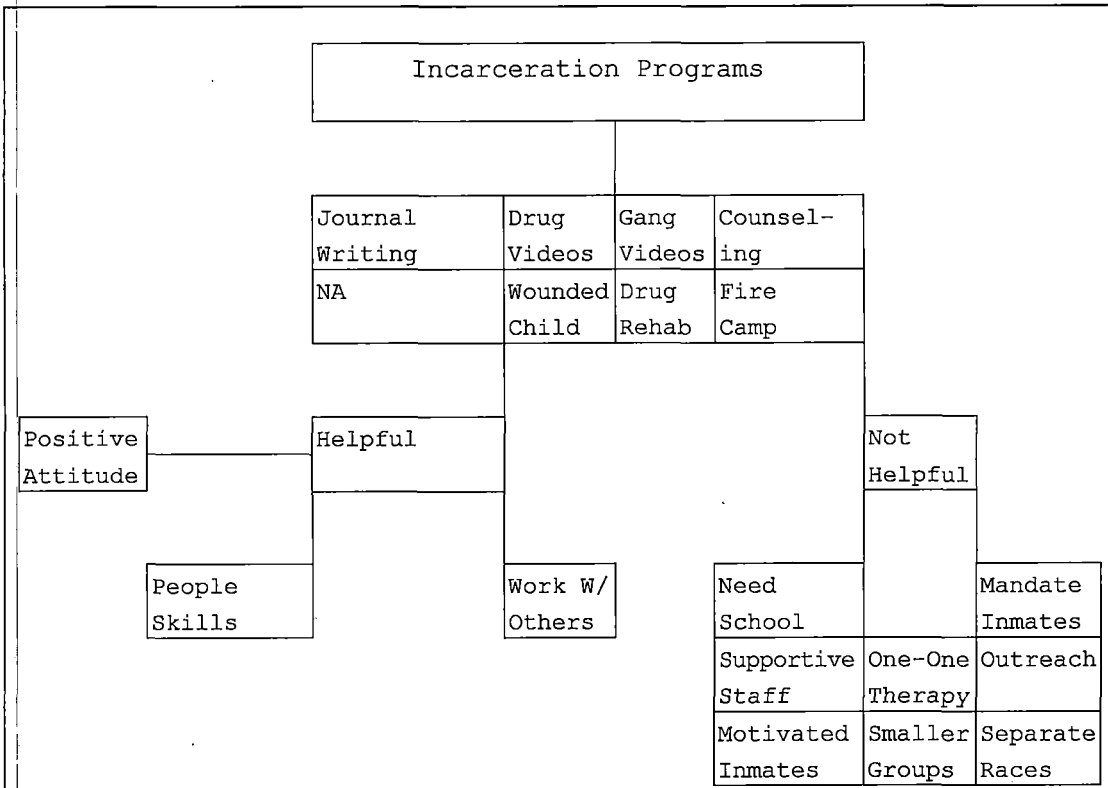 Incarceration Programs
Journal Writing
Drug Videos
Gang Videos
Counsel-
ing
NA
Wounded Child
Drug Rehab
Fire Camp
Positive Attitude
Helpful
Not Helpful
People Skills
Work W/ Others
Need School
Mandate Inmates
Supportive Staff
One-One Therapy
Outreach
Motivated Inmates
Smaller Groups
Separate Races